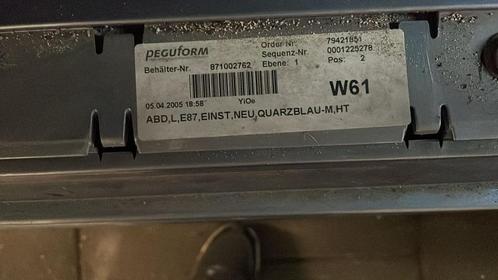 PEGUFORM
Order Nr. 79421851
Sequenz-Nr 0001225278
Behälter-Nr. 871002762 Ebene: 1 Pos: 2
W61
05.04.2005 18:58 YiOe
ABD,L,E87,EINST,NEU,QUARZBLAU-M,HT